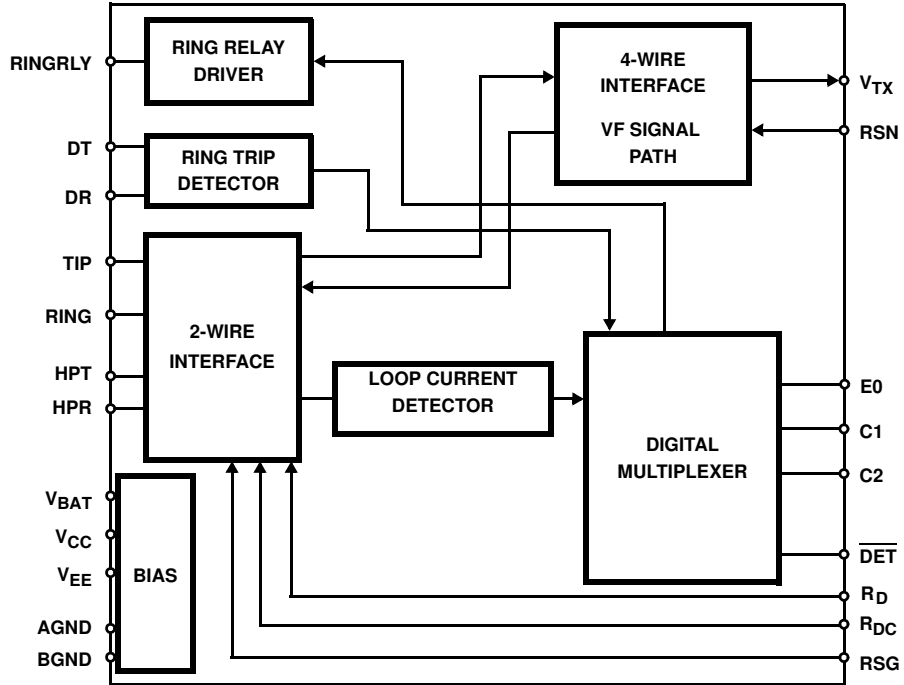 RINGRLY
RING RELAY
DRIVER
4-WIRE
INTERFACE
VF SIGNAL
PATH
VTX
RSN
DT
DR
RING TRIP
DETECTOR
TIP
RING
HPT
HPR
2-WIRE
INTERFACE
LOOP CURRENT
DETECTOR
DIGITAL
MULTIPLEXER
E0
C1
C2
DET
RD
RDC
RSG
VBAT
VCC
VEE
AGND
BGND
BIAS